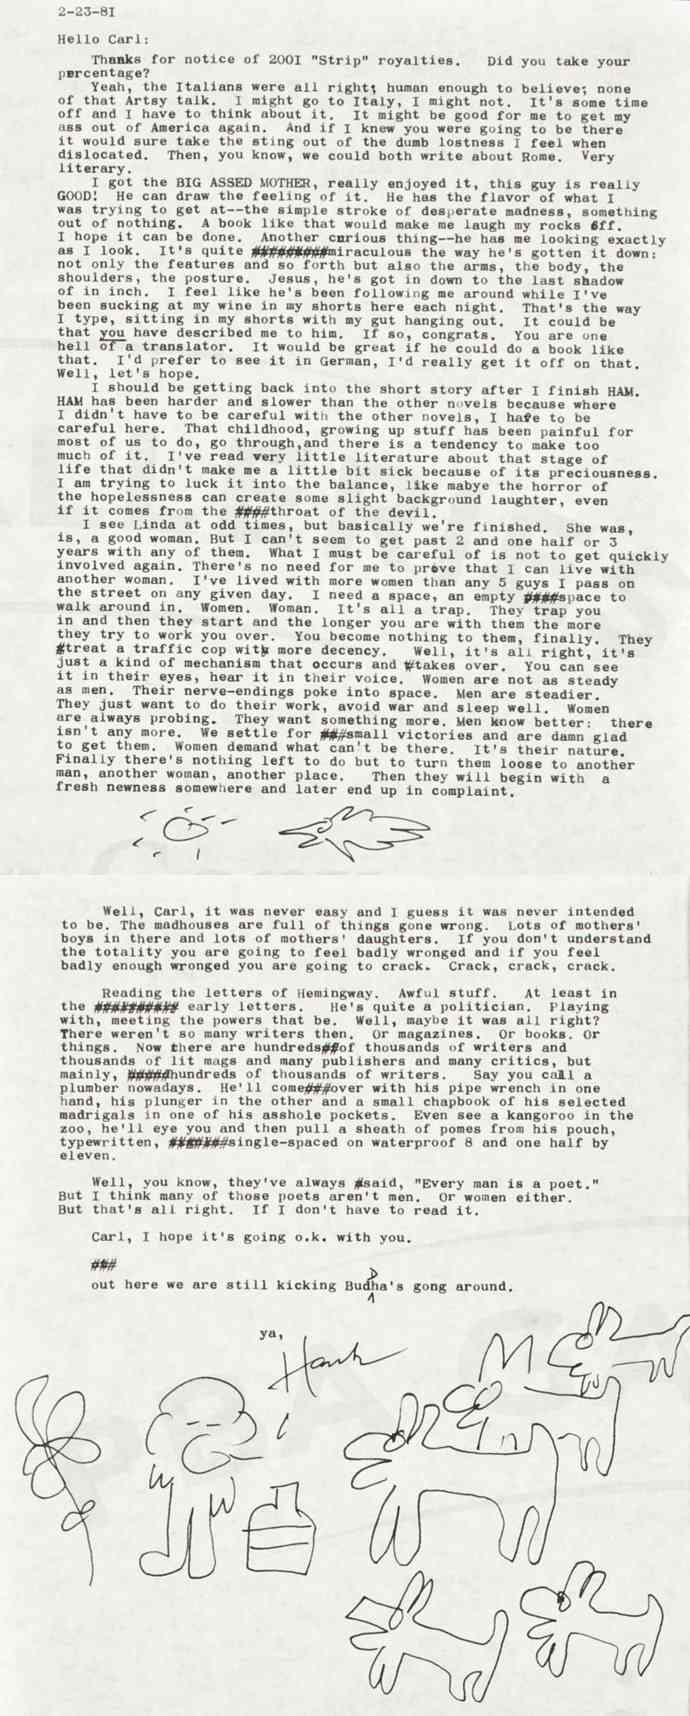 2-23-8I
Hello Carl:
Thanks for notice of 200I "Strip" royalties. Did you take your
percentage?
Yeah, the Italians were all right; human enough to believe; none
of that Artsy talk. I might go to Italy, I might not. It's some time
off and I have to think about it. It might be good for me to get my
ass out of America again. And if I knew you were going to be there
it would sure take the sting out of the dumb lostness I feel when
dislocated. Then, you know, we could both write about Rome. Very
literary.
I got the BIG ASSED MOTHER, really enjoyed it, this guy is really
GOOD! He can draw the feeling of it. He has the flavor of what I
was trying to get at--the simple stroke of desperate madness, something
out of nothing. A book like that would make me laugh my rocks off.
I hope it can be done. Another curious thing--he has me looking exactly
as I look. It's quite miraculous the way he's gotten it down:
not only the features and so forth but also the arms, the body, the
shoulders, the posture. Jesus, he's got in down to the last shadow
of in inch. I feel like he's been following me around while I've
been sucking at my wine in my shorts here each night. That's the way
I type, sitting in my shorts with my gut hanging out. It could be
that you have described me to him. If so, congrats. You are one
hell of a translator. It would be great if he could do a book like
that. I'd prefer to see it in German, I'd really get it off on that.
Well, let's hope.
I should be getting back into the short story after I finish HAM.
HAM has been harder and slower than the other novels because where
I didn't have to be careful with the other novels, I have to be
careful here. That childhood, growing up stuff has been painful for
most of us to do, go through,and there is a tendency to make too
much of it. I've read very little literature about that stage of
life that didn't make me a little bit sick because of its preciousness.
I am trying to luck it into the balance, like mabye the horror of
the hopelessness can create some slight background laughter, even
if it comes from the throat of the devil.
I see Linda at odd times, but basically we're finished. She was,
is, a good woman. But I can't seem to get past 2 and one half or 3
years with any of them. What I must be careful of is not to get quickly
involved again. There's no need for me to prove that I can live with
another woman. I've lived with more women than any 5 guys I pass on
the street on any given day. I need a space, an empty space to
walk around in. Women. Woman. It's all a trap. They trap you
in and then they start and the longer you are with them the more
they try to work you over. You become nothing to them, finally. They
treat a traffic cop with more decency. Well, it's all right, it's
just a kind of mechanism that occurs and takes over. You can see
it in their eyes, hear it in their voice. Women are not as steady
as men. Their nerve-endings poke into space. Men are steadier.
They just want to do their work, avoid war and sleep well. Women
are always probing. They want something more. Men know better: there
isn't any more. We settle for small victories and are damn glad
to get them. Women demand what can't be there. It's their nature.
Finally there's nothing left to do but to turn them loose to another
man, another woman, another place. Then they will begin with a
fresh newness somewhere and later end up in complaint.
Well, Carl, it was never easy and I guess it was never intended
to be. The madhouses are full of things gone wrong. Lots of mothers'
boys in there and lots of mothers' daughters. If you don't understand
the totality you are going to feel badly wronged and if you feel
badly enough wronged you are going to crack. Crack, crack, crack.
Reading the letters of Hemingway. Awful stuff. At least in
the early letters. He's quite a politician. Playing
with, meeting the powers that be. Well, maybe it was all right?
There weren't so many writers then. Or magazines. Or books. Or
things. Now there are hundreds of thousands of writers and
thousands of lit mags and many publishers and many critics, but
mainly, hundreds of thousands of writers. Say you call a
plumber nowadays. He'll come over with his pipe wrench in one
hand, his plunger in the other and a small chapbook of his selected
madrigals in one of his asshole pockets. Even see a kangoroo in the
zoo, he'll eye you and then pull a sheath of pomes from his pouch,
typewritten, single-spaced on waterproof 8 and one half by
eleven.
Well, you know, they've always said, "Every man is a poet."
But I think many of those poets aren't men. Or women either.
But that's all right. If I don't have to read it.
Carl, I hope it's going o.k. with you.
out here we are still kicking Buddha's gong around.
ya,
Hank